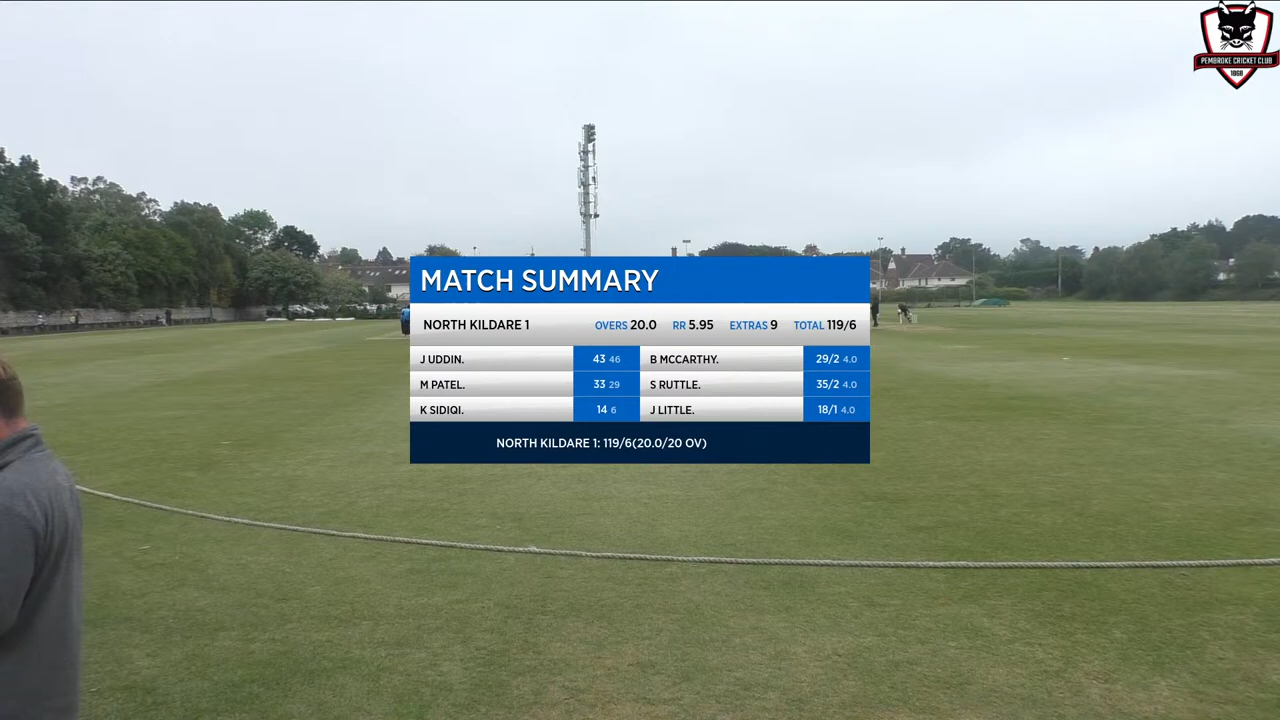 PEMBROKE CRICKET CLUB
1868
MATCH SUMMARY
NORTH KILDARE 1 OVERS 20.0 RR 5.95 EXTRAS 9 TOTAL 119/6
J UDDIN. 43 46 B MCCARTHY. 29/2 4.0
M PATEL. 33 29 S RUTTLE. 35/2 4.0
K SIDIQI. 14 6 J LITTLE. 18/1 4.0
NORTH KILDARE 1: 119/6(20.0/20 OV)